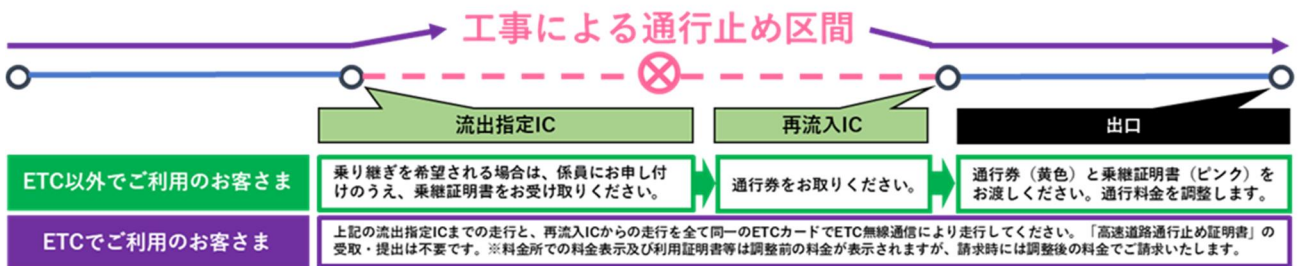 工事による通行止め区間
流出指定IC
再流入IC
出口
ETC以外でご利用のお客さま
乗り継ぎを希望される場合は、係員にお申し付
けのうえ、乗継証明書をお受け取りください。
通行券をお取りください。
通行券（黄色）と乗継証明書（ピンク）を
お渡しください。通行料金を調整します。
ETCでご利用のお客さま
上記の流出指定ICまでの走行と、再流入ICからの走行を全て同一のETCカードでETC無線通信により走行してください。「高速道路通行止め証明書」の
受取・提出は不要です。※料金所での料金表示及び利用証明書等は調整前の料金が表示されますが、請求時には調整後の料金でご請求いたします。